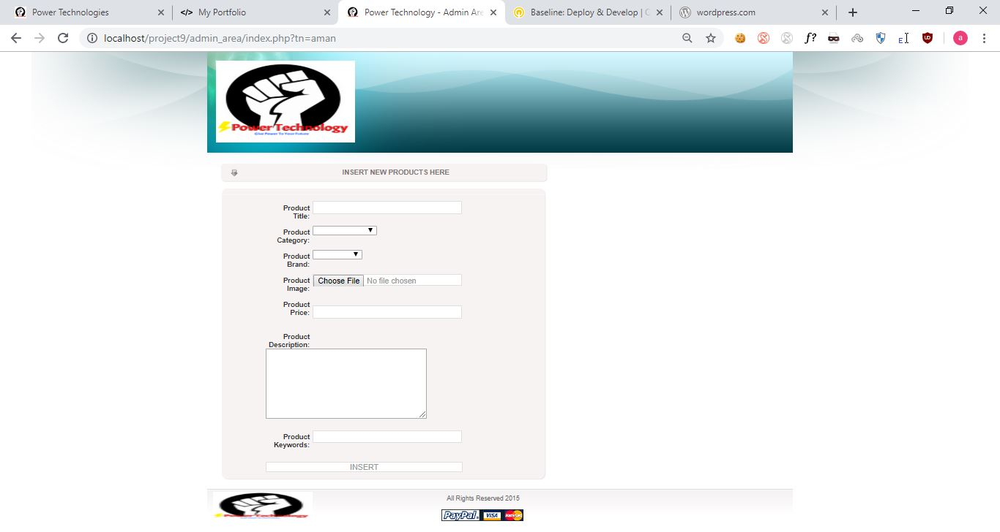 Power Technologies
</> My Portfolio
Power Technology - Admin Are
Baseline: Deploy & Develop | C
wordpress.com
localhost/project9/admin_area/index.php?tn=aman
f?
E
a
Power Technology
Give Power To Your Future
INSERT NEW PRODUCTS HERE
Product
Title:
Product
Category:
Product
Brand:
Product
Image:
Choose File No file chosen
Product
Price:
Product
Description:
Product
Keywords:
INSERT
Power Technology
All Rights Reserved 2015
PayPal VISA MasterCard